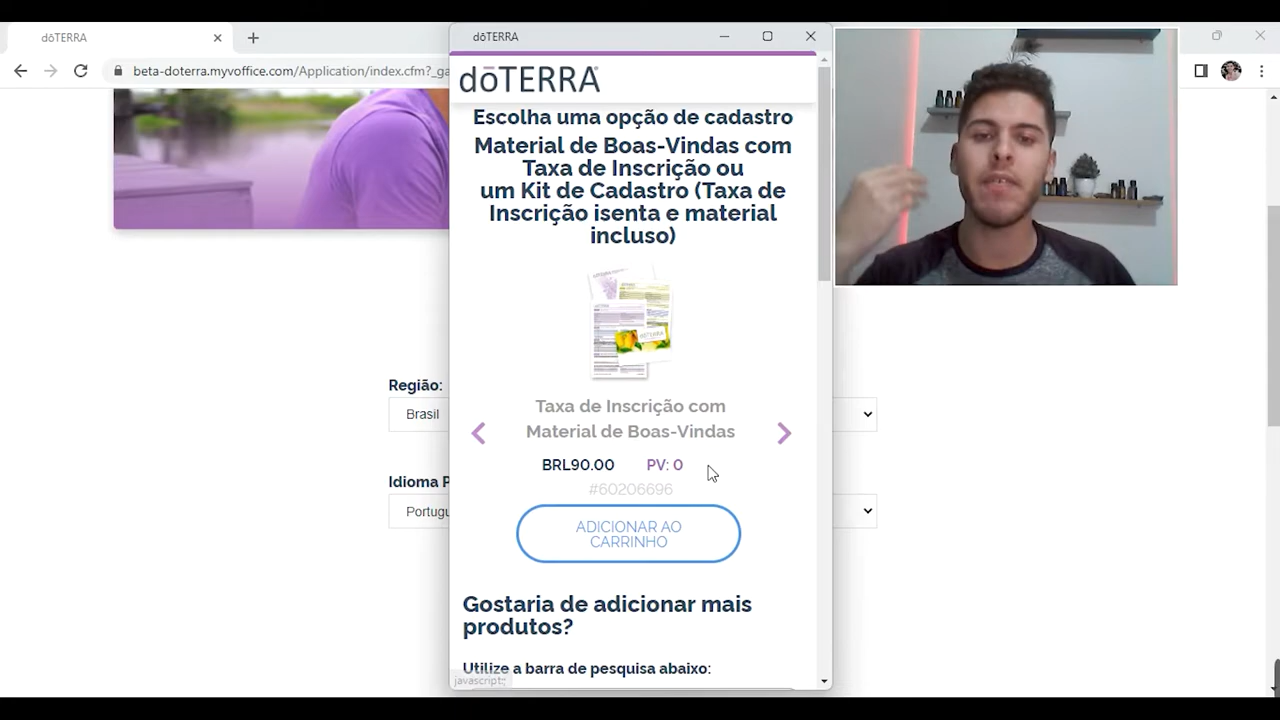 dōTERRA
beta-doterra.myvoffice.com/Application/index.cfm?_ga
Região:
Brasil
Idioma P
Portugu
dōTERRA
dōTERRA
Escolha uma opção de cadastro
Material de Boas-Vindas com
Taxa de Inscrição ou
um Kit de Cadastro (Taxa de
Inscrição isenta e material
incluso)
Taxa de Inscrição com
Material de Boas-Vindas
BRL90.00 PV: 0
#60206696
ADICIONAR AO
CARRINHO
Gostaria de adicionar mais
produtos?
Utilize a barra de pesquisa abaixo:
javascript:;